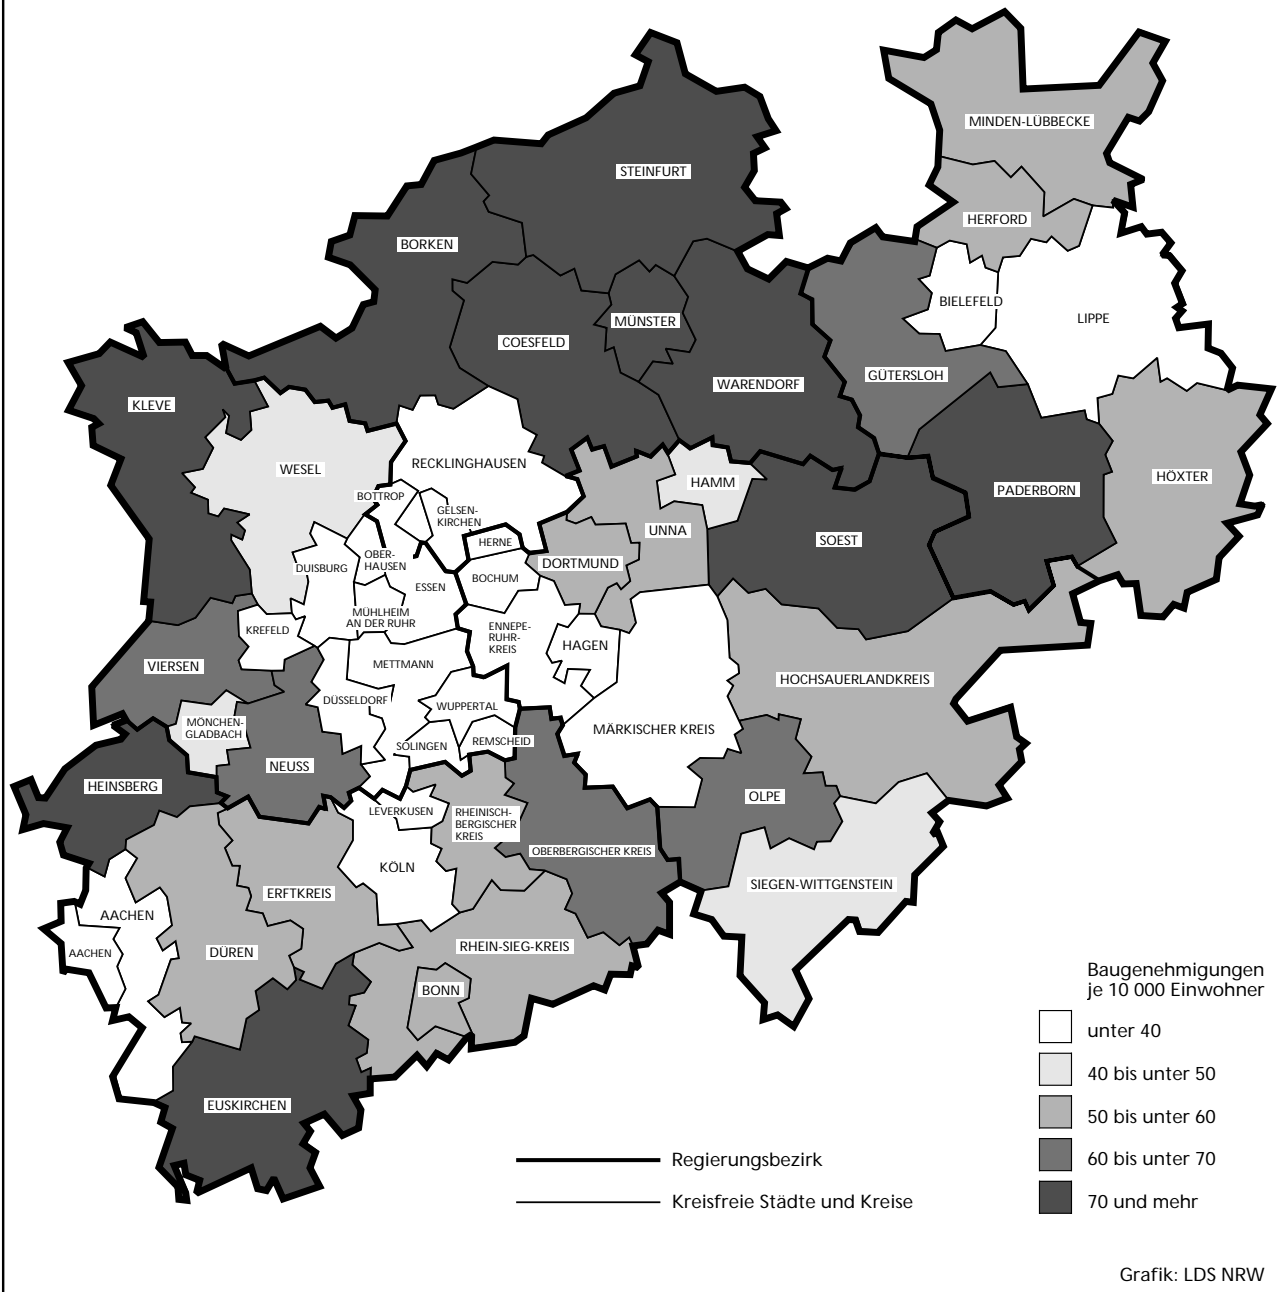 MINDEN-LÜBBECKE
STEINFURT
HERFORD
BORKEN
BIELEFELD
LIPPE
MÜNSTER
COESFELD
GÜTERSLOH
WARENDORF
KLEVE
RECKLINGHAUSEN
WESEL
HÖXTER
HAMM
PADERBORN
BOTTROP
GELSEN-
KIRCHEN
UNNA
SOEST
HERNE
OBER-
HAUSEN
DORTMUND
DUISBURG
BOCHUM
ESSEN
MÜHLHEIM
AN DER RUHR
KREFELD
ENNEPE-
RUHR-
KREIS
HAGEN
VIERSEN
METTMANN
HOCHSAUERLANDKREIS
DÜSSELDORF
WUPPERTAL
MÖNCHEN-
GLADBACH
MÄRKISCHER KREIS
SOLINGEN
REMSCHEID
NEUSS
HEINSBERG
OLPE
LEVERKUSEN
RHEINISCH-
BERGISCHER
KREIS
OBERBERGISCHER KREIS
KÖLN
SIEGEN-WITTGENSTEIN
ERFTKREIS
AACHEN
RHEIN-SIEG-KREIS
AACHEN
DÜREN
BONN
EUSKIRCHEN
Baugenehmigungen
je 10 000 Einwohner
unter 40
40 bis unter 50
50 bis unter 60
60 bis unter 70
70 und mehr
Regierungsbezirk
Kreisfreie Städte und Kreise
Grafik: LDS NRW